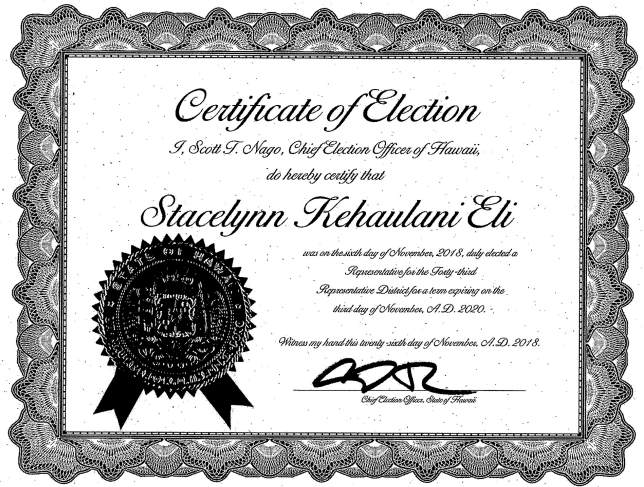 Certificate of Election
I, Scott T. Nago, Chief Election Officer of Hawaii,
do hereby certify that
Stacelynn Kehaulani Eli
was on the sixth day of November, 2018, duly elected a
Representative for the Forty-third
Representative District for a term expiring on the
third day of November, A.D. 2020.
Witness my hand this twenty-sixth day of November, A.D. 2018.
Chief Election Officer, State of Hawaii
STATE OF HAWAII